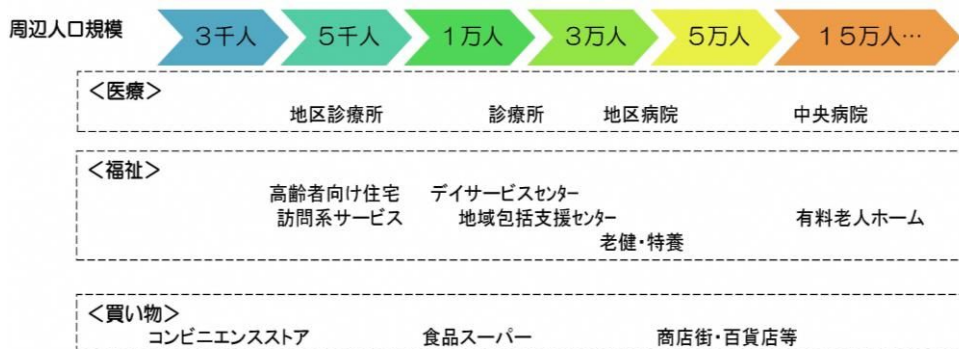 周辺人口規模 3千人 5千人 1万人 3万人 5万人 15万人…
<医療>
地区診療所 診療所 地区病院 中央病院
<福祉>
高齢者向け住宅 デイサービスセンター
訪問系サービス 地域包括支援センター 有料老人ホーム
老健・特養
<買い物>
コンビニエンスストア 食品スーパー 商店街・百貨店等